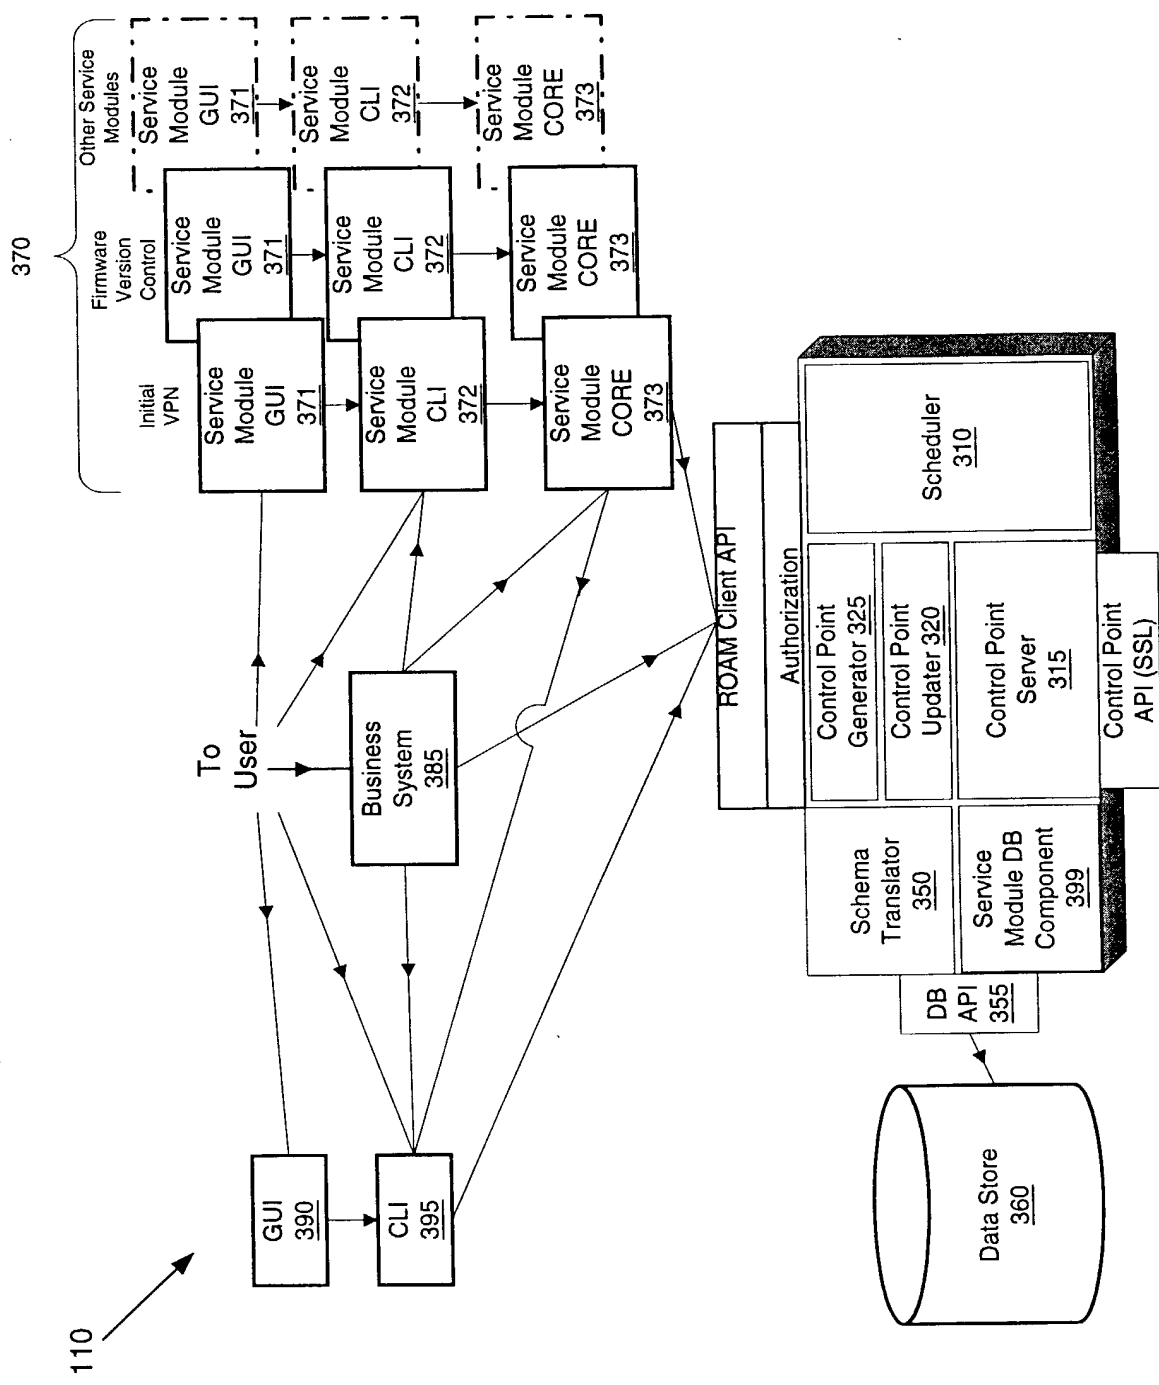 110
GUI
390
CLI
395
To
User
Business
System
385
370
Initial
VPN
Firmware
Version
Control
Other Service
Modules
Service
Module
GUI
371
Service
Module
CLI
372
Service
Module
CORE
373
Service
Module
GUI
371
Service
Module
CLI
372
Service
Module
CORE
373
Service
Module
GUI
371
Service
Module
CLI
372
Service
Module
CORE
373
ROAM Client API
Authorization
Schema
Translator
350
Control Point
Generator 325
Control Point
Updater 320
Scheduler
310
Service
Module DB
Component
399
Control Point
Server
315
Control Point
API (SSL)
DB
API
355
Data Store
360